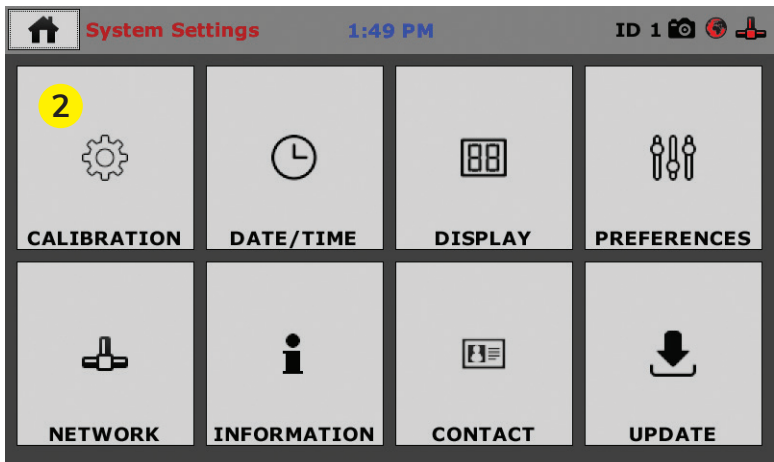 System Settings 1:49 PM ID 1
2
CALIBRATION DATE/TIME 88 DISPLAY PREFERENCES
NETWORK INFORMATION CONTACT UPDATE